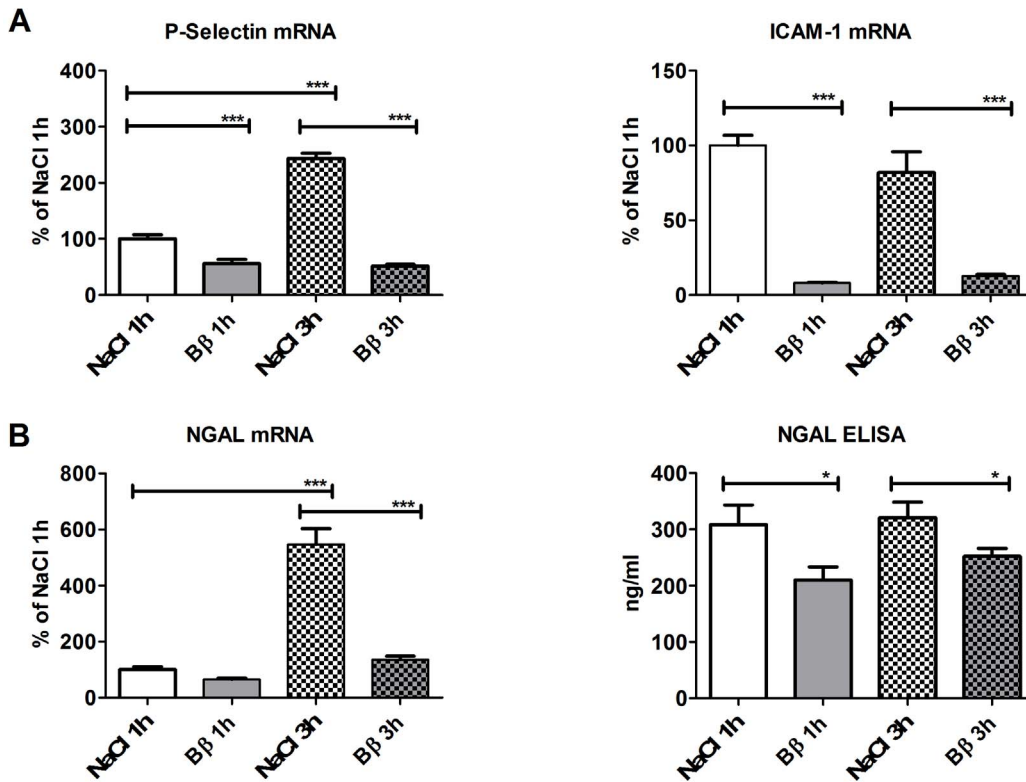 A
P-Selectin mRNA
% of NaCl 1h
400
300
200
100
0
***
***
***
NaCl 1h
Bβ 1h
NaCl 3h
Bβ 3h
ICAM-1 mRNA
% of NaCl 1h
150
100
50
0
***
***
NaCl 1h
Bβ 1h
NaCl 3h
Bβ 3h
B
NGAL mRNA
% of NaCl 1h
800
600
400
200
0
***
***
NaCl 1h
Bβ 1h
NaCl 3h
Bβ 3h
NGAL ELISA
ng/ml
400
300
200
100
0
*
*
NaCl 1h
Bβ 1h
NaCl 3h
Bβ 3h